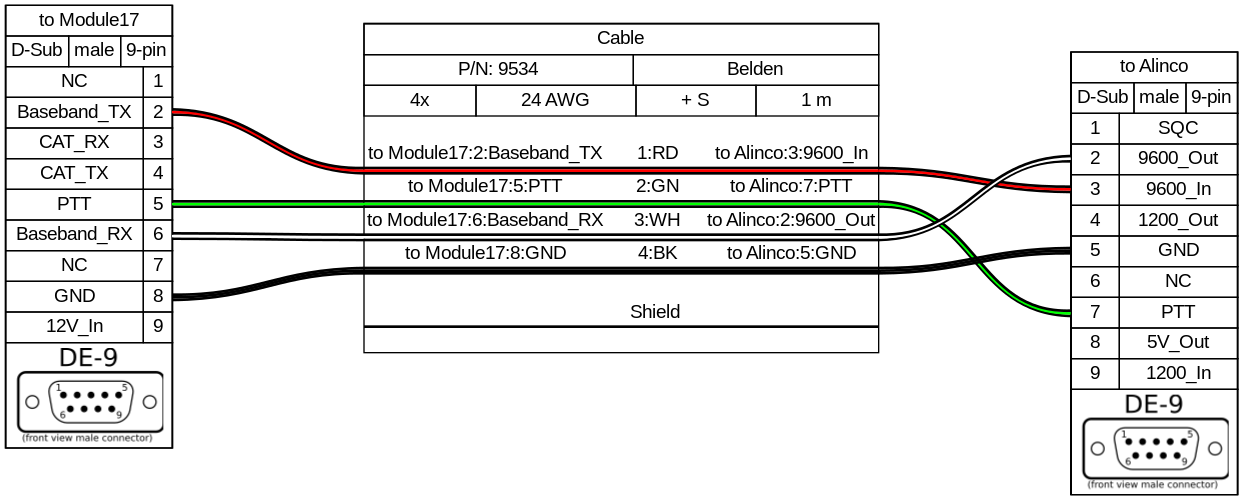 to Module17
D-Sub male 9-pin
NC 1
Baseband_TX 2
CAT_RX 3
CAT_TX 4
PTT 5
Baseband_RX 6
NC 7
GND 8
12V_In 9
DE-9
1 5
6 9
(front view male connector)
Cable
P/N: 9534 Belden
4x 24 AWG + S 1 m
to Module17:2:Baseband_TX 1:RD to Alinco:3:9600_In
to Module17:5:PTT 2:GN to Alinco:7:PTT
to Module17:6:Baseband_RX 3:WH to Alinco:2:9600_Out
to Module17:8:GND 4:BK to Alinco:5:GND
Shield
to Alinco
D-Sub male 9-pin
1 SQC
2 9600_Out
3 9600_In
4 1200_Out
5 GND
6 NC
7 PTT
8 5V_Out
9 1200_In
DE-9
1 5
6 9
(front view male connector)